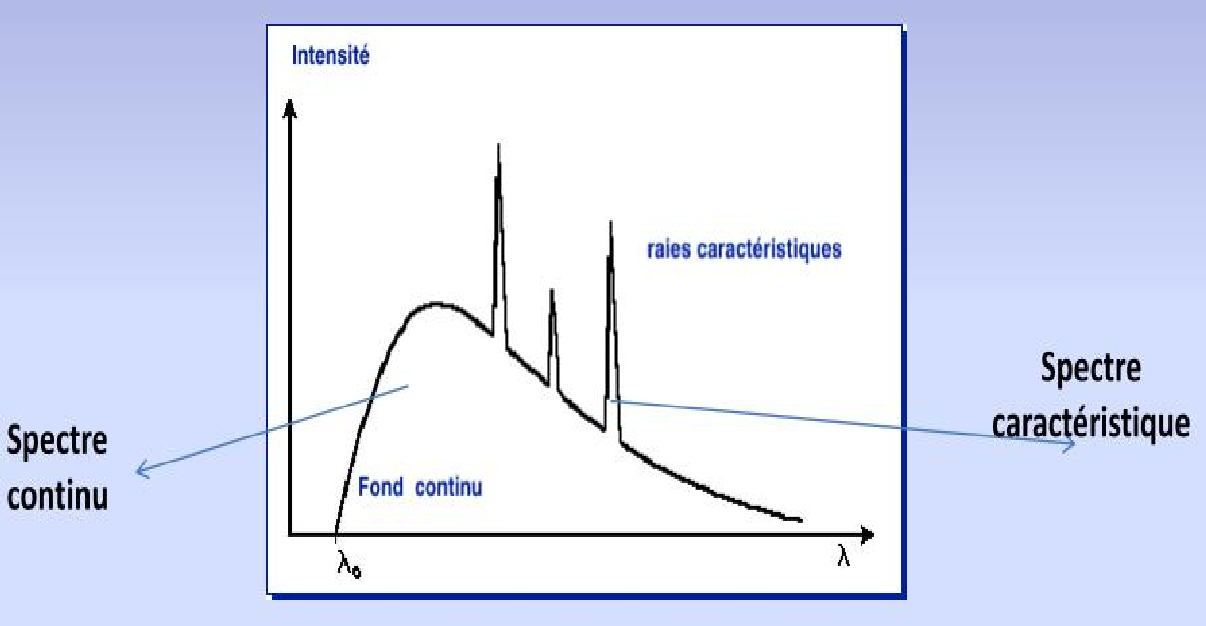 Intensité
raies caractéristiques
Spectre
caractéristique
Spectre
continu
Fond continu
λ₀
λ